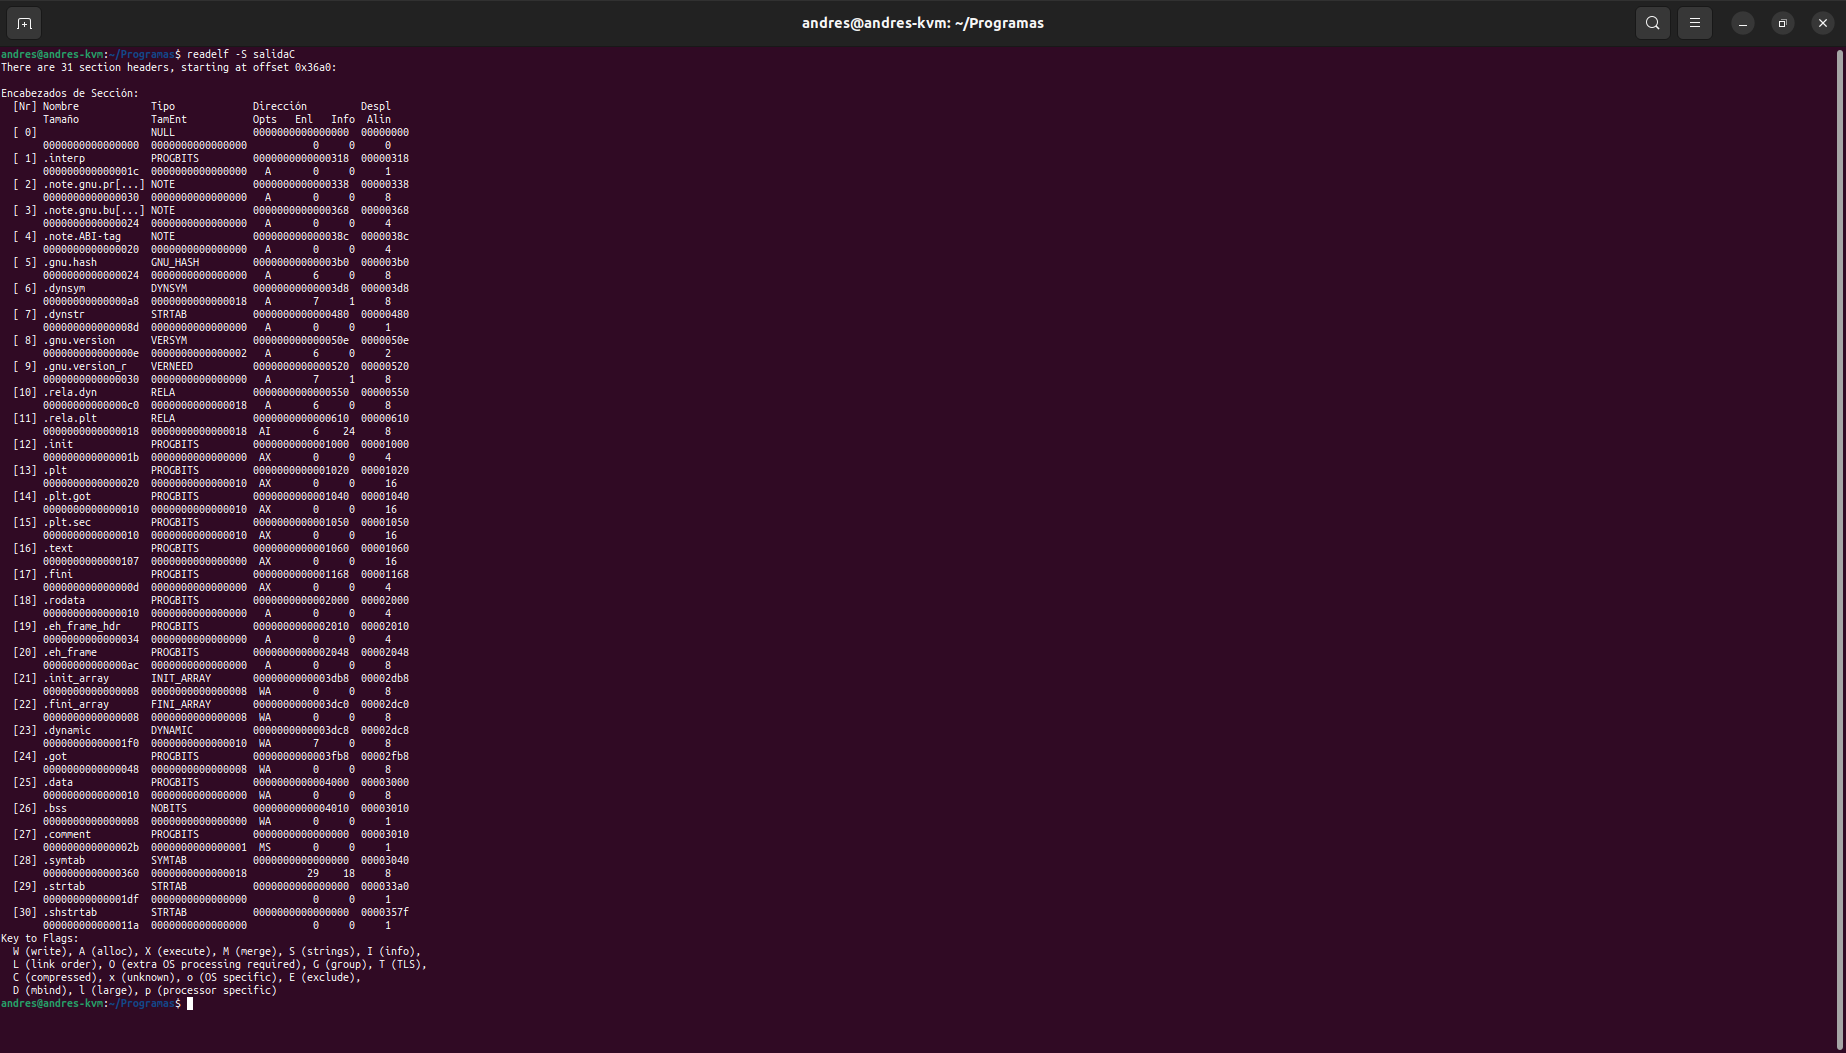 andres@andres-kvm: ~/Programas
andres@andres-kvm:~/Programas$ readelf -S salidaC
There are 31 section headers, starting at offset 0x36a0:

Encabezados de Sección:
  [Nr] Nombre            Tipo             Dirección         Despl
       Tamaño            TamEnt           Opts   Enl   Info  Alin
  [ 0]                   NULL             0000000000000000  00000000
       0000000000000000  0000000000000000           0     0     0
  [ 1] .interp           PROGBITS         0000000000000318  00000318
       000000000000001c  0000000000000000   A       0     0     1
  [ 2] .note.gnu.pr[...] NOTE             0000000000000338  00000338
       0000000000000030  0000000000000000   A       0     0     8
  [ 3] .note.gnu.bu[...] NOTE             0000000000000368  00000368
       0000000000000024  0000000000000000   A       0     0     4
  [ 4] .note.ABI-tag     NOTE             000000000000038c  0000038c
       0000000000000020  0000000000000000   A       0     0     4
  [ 5] .gnu.hash         GNU_HASH         00000000000003b0  000003b0
       0000000000000024  0000000000000000   A       6     0     8
  [ 6] .dynsym           DYNSYM           00000000000003d8  000003d8
       00000000000000a8  0000000000000018   A       7     1     8
  [ 7] .dynstr           STRTAB           0000000000000480  00000480
       000000000000008d  0000000000000000   A       0     0     1
  [ 8] .gnu.version      VERSYM           000000000000050e  0000050e
       000000000000000e  0000000000000002   A       6     0     2
  [ 9] .gnu.version_r    VERNEED          0000000000000520  00000520
       0000000000000030  0000000000000000   A       7     1     8
  [10] .rela.dyn         RELA             0000000000000550  00000550
       00000000000000c0  0000000000000018   A       6     0     8
  [11] .rela.plt         RELA             0000000000000610  00000610
       0000000000000018  0000000000000018  AI       6    24     8
  [12] .init             PROGBITS         0000000000001000  00001000
       000000000000001b  0000000000000000  AX       0     0     4
  [13] .plt              PROGBITS         0000000000001020  00001020
       0000000000000020  0000000000000010  AX       0     0     16
  [14] .plt.got          PROGBITS         0000000000001040  00001040
       0000000000000010  0000000000000010  AX       0     0     16
  [15] .plt.sec          PROGBITS         0000000000001050  00001050
       0000000000000010  0000000000000010  AX       0     0     16
  [16] .text             PROGBITS         0000000000001060  00001060
       0000000000000107  0000000000000000  AX       0     0     16
  [17] .fini             PROGBITS         0000000000001168  00001168
       000000000000000d  0000000000000000  AX       0     0     4
  [18] .rodata           PROGBITS         0000000000002000  00002000
       0000000000000010  0000000000000000   A       0     0     4
  [19] .eh_frame_hdr     PROGBITS         0000000000002010  00002010
       0000000000000034  0000000000000000   A       0     0     4
  [20] .eh_frame         PROGBITS         0000000000002048  00002048
       00000000000000ac  0000000000000000   A       0     0     8
  [21] .init_array       INIT_ARRAY       0000000000003db8  00002db8
       0000000000000008  0000000000000008  WA       0     0     8
  [22] .fini_array       FINI_ARRAY       0000000000003dc0  00002dc0
       0000000000000008  0000000000000008  WA       0     0     8
  [23] .dynamic          DYNAMIC          0000000000003dc8  00002dc8
       00000000000001f0  0000000000000010  WA       7     0     8
  [24] .got              PROGBITS         0000000000003fb8  00002fb8
       0000000000000048  0000000000000008  WA       0     0     8
  [25] .data             PROGBITS         0000000000004000  00003000
       0000000000000010  0000000000000000  WA       0     0     8
  [26] .bss              NOBITS           0000000000004010  00003010
       0000000000000008  0000000000000000  WA       0     0     1
  [27] .comment          PROGBITS         0000000000000000  00003010
       000000000000002b  0000000000000001  MS       0     0     1
  [28] .symtab           SYMTAB           0000000000000000  00003040
       0000000000000360  0000000000000018          29    18     8
  [29] .strtab           STRTAB           0000000000000000  000033a0
       00000000000001df  0000000000000000           0     0     1
  [30] .shstrtab         STRTAB           0000000000000000  0000357f
       000000000000011a  0000000000000000           0     0     1
Key to Flags:
  W (write), A (alloc), X (execute), M (merge), S (strings), I (info),
  L (link order), O (extra OS processing required), G (group), T (TLS),
  C (compressed), x (unknown), o (OS specific), E (exclude),
  D (mbind), l (large), p (processor specific)
andres@andres-kvm:~/Programas$